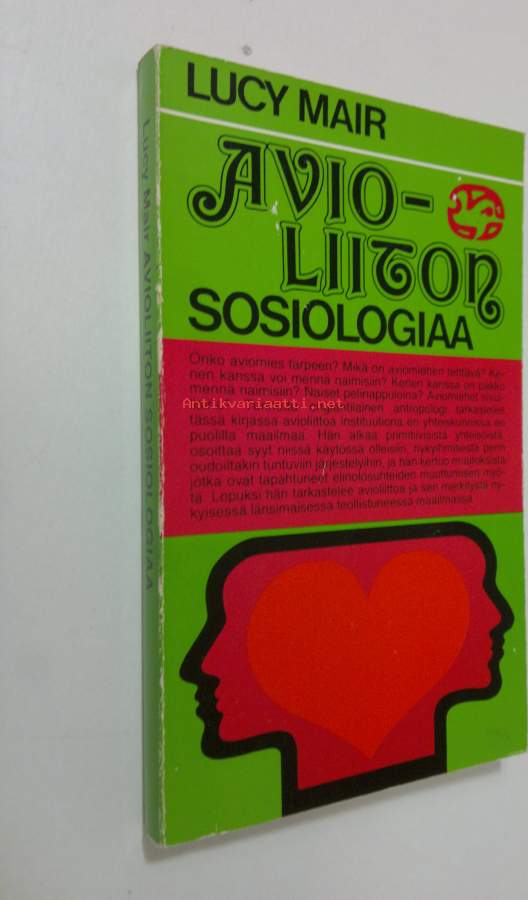 LUCY MAIR
AVIO-
LIITON
SOSIOLOGIAA
Onko aviomies tarpeen? Mikä on aviomiehen tehtävä? Ke-
nen kanssa voi mennä naimisiin? Kenen kanssa on pakko
mennä naimisiin? Naiset pelinappuloina? Aviomiehet
Antikvariaatti.net
antropologi tarkastelee
tässä kirjassa avioliittoa instituutiona eri yhteiskunnissa eri
puolilla maailmaa. Hän alkaa primitiivisistä yhteisöistä,
osoittaa syyt niissä käytössä olleisiin, nykyihmisestä perin
oudoiltakin tuntuviin järjestelyihin, ja hän kertoo muutoksista
jotka ovat tapahtuneet elinolosuhteiden muuttumisen myö-
tä. Lopuksi hän tarkastelee avioliittoa ja sen merkitystä ny-
kyisessä länsimaisessa teollistuneessa maailmassa.
Lucy Mair AVIOLIITON SOSIOLOGIAA